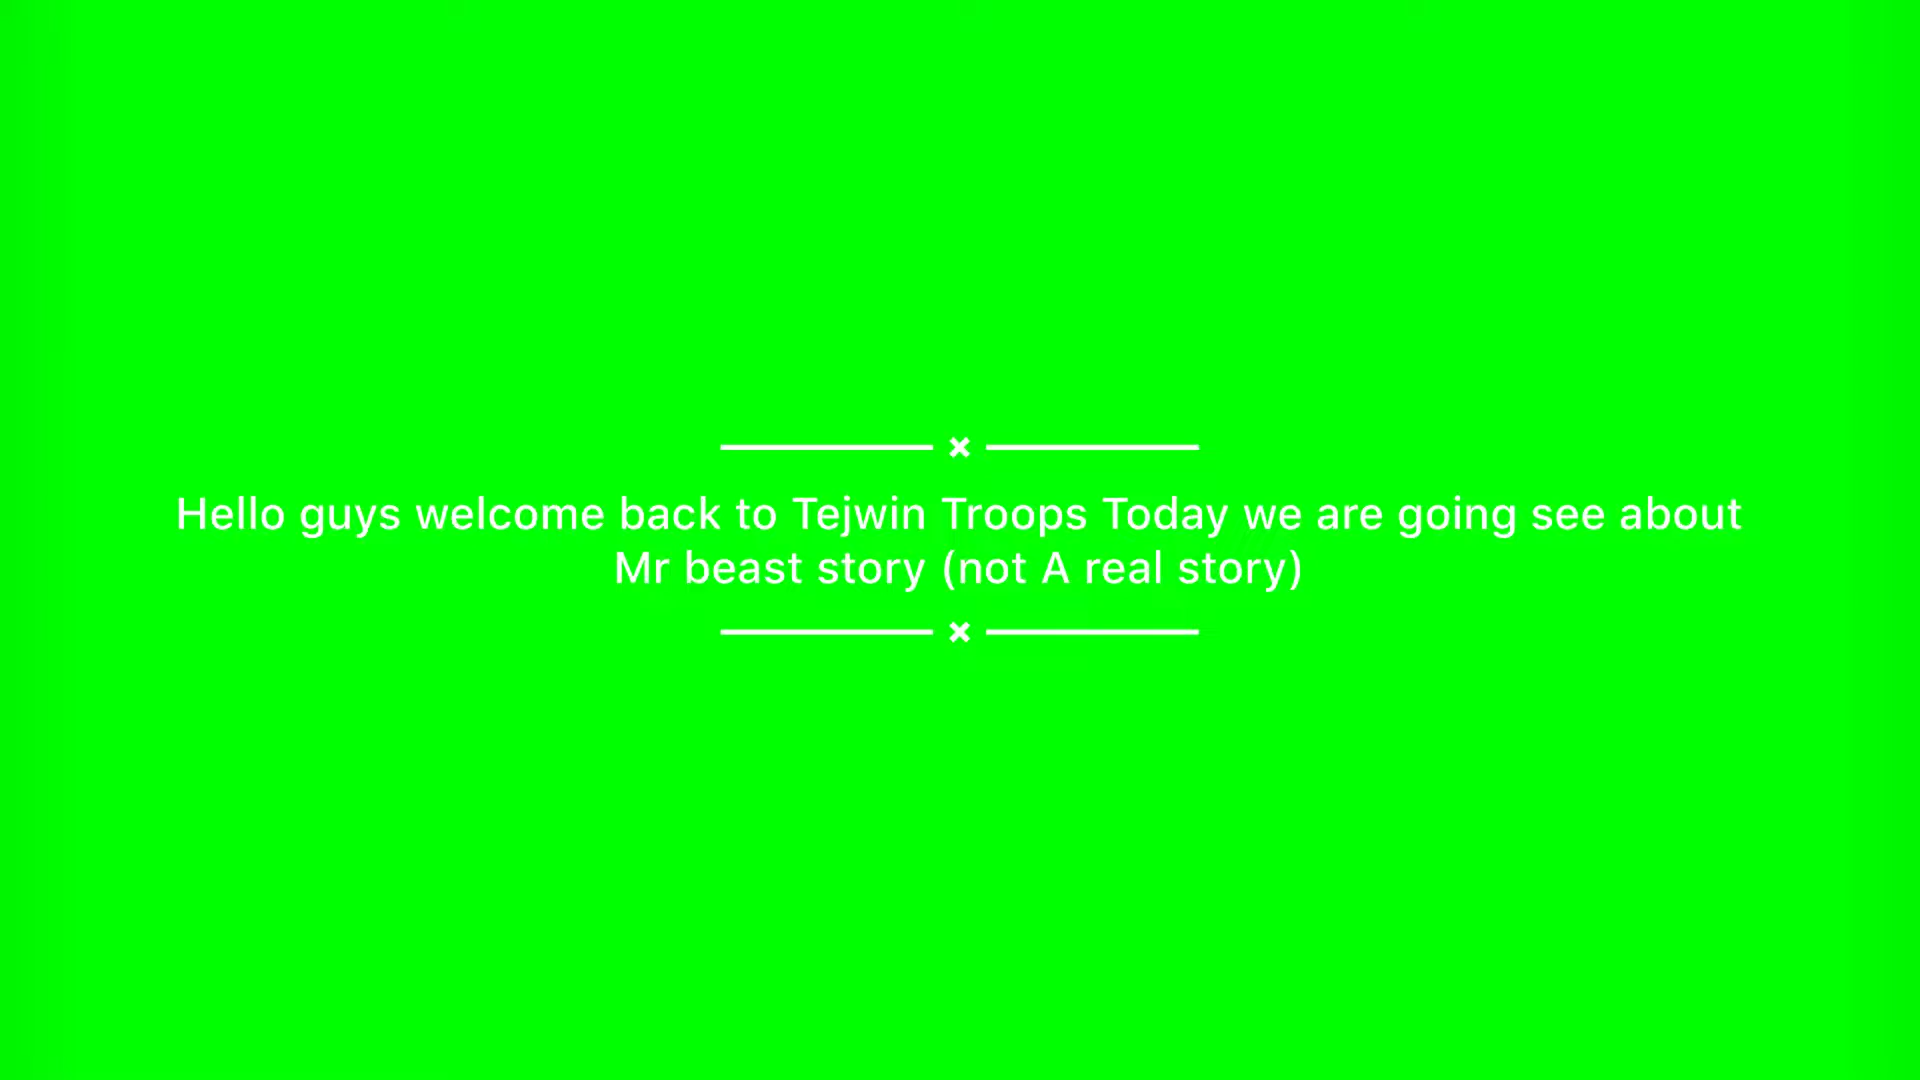 Hello guys welcome back to Tejwin Troops Today we are going see about
Mr beast story (not A real story)